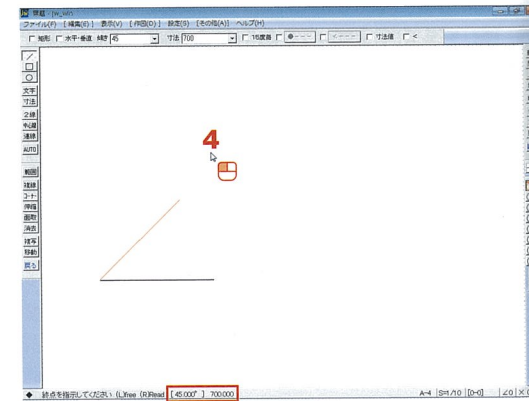 無題 - jw_win
ファイル(F) [編集(E)] 表示(V) [作図(D)] 設定(S) [その他(A)] ヘルプ(H)
矩形 水平・垂直 傾き 45 寸法 700 15度毎 ●--- <--- 寸法値 <
／
□
○
文字
寸法
2線
中心線
連線
AUTO
範囲
複線
コーナー
伸縮
面取
消去
複写
移動
戻る
4
終点を指示してください (L)free (R)Read [ 45.000° ] 700.000
A-4 S=1/10 [0-0] ∠0 ×